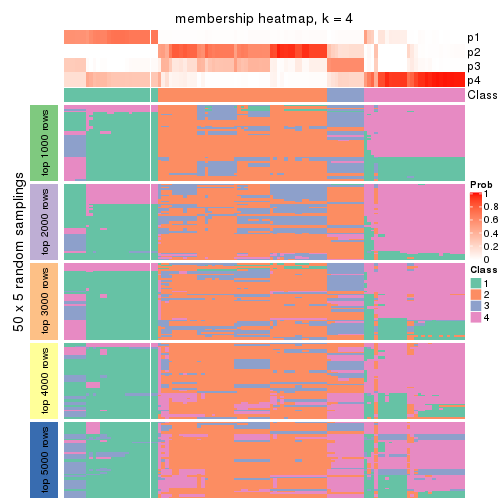 membership heatmap, k = 4
p1
p2
p3
p4
Class
50 x 5 random samplings
top 1000 rows
top 2000 rows
top 3000 rows
top 4000 rows
top 5000 rows
Prob
1
0.8
0.6
0.4
0.2
0
Class
1
2
3
4